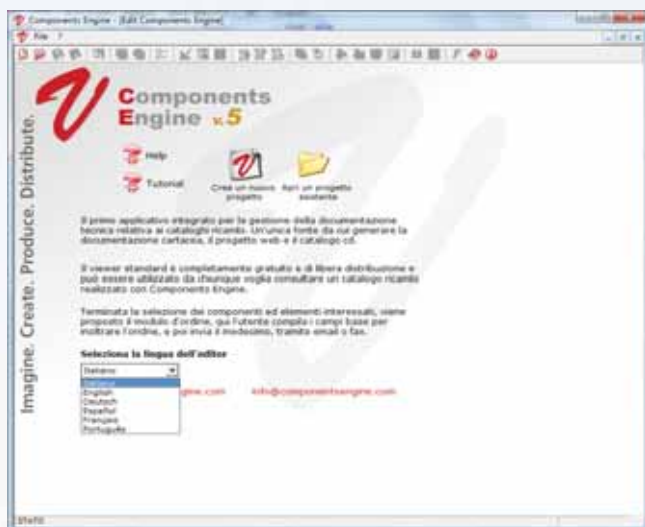 Components Engine - [Edit Components Engine]
File ?
Components
Engine v.5
Imagine. Create. Produce. Distribute.
Help
Tutorial
Crea un nuovo progetto
Apri un progetto esistente
Il primo applicativo integrato per la gestione della documentazione
tecnica relativa ai cataloghi ricambi. Un'unica fonte da cui generare la
documentazione cartacea, il progetto web e il catalogo cd.
Il viewer standard è completamente gratuito e di libera distribuzione e
può essere utilizzato da chiunque voglia consultare un catalogo ricambi
realizzato con Components Engine.
Terminata la selezione dei componenti ed elementi interessati, viene
proposto il modulo d'ordine, qui l'utente compila i campi base per
inoltrare l'ordine, e poi invia il medesimo, tramite email o fax.
Seleziona la lingua dell'editor
Italiano
Italiano
English
Deutsch
Español
Français
Português
gine.com info@componentsengine.com
STATO